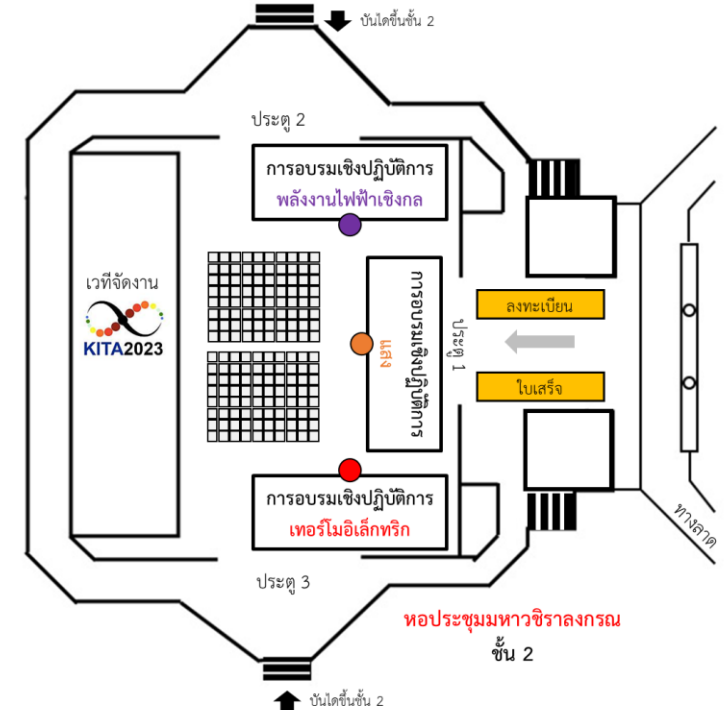 บันไดขึ้นชั้น 2
ประตู 2
การอบรมเชิงปฏิบัติการ
พลังงานไฟฟ้าเชิงกล
เวทีจัดงาน
KITA2023
การอบรมเชิงปฏิบัติการ
แสง
ประตู 1
ลงทะเบียน
ใบเสร็จ
การอบรมเชิงปฏิบัติการ
เทอร์โมอิเล็กทริก
ทางลาด
ประตู 3
หอประชุมมหาวชิราลงกรณ
ชั้น 2
บันไดขึ้นชั้น 2